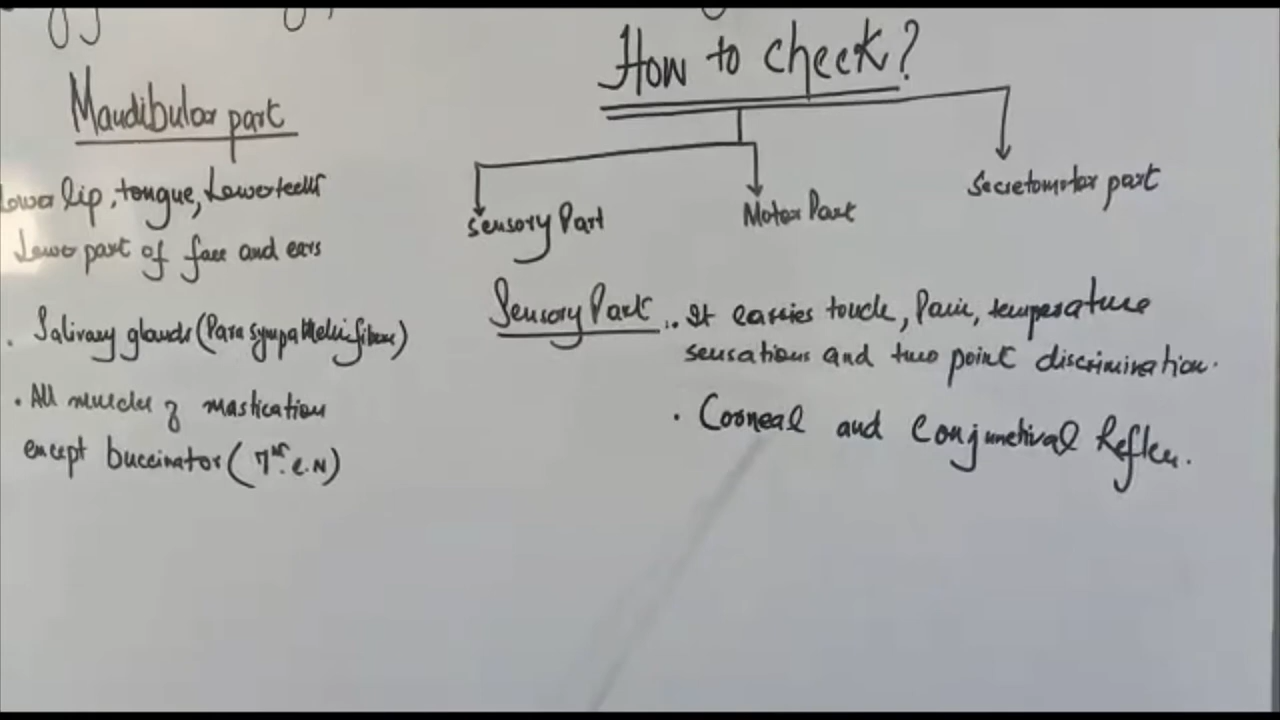 Mandibular part
Lower lip, tongue, Lower teeth
Lower part of face and ears
. Salivary glands (Para sympathetic fibers)
. All muscles of mastication
except buccinator (7th C.N)
How to check?
Sensory Part
Motor Part
Secretomotor part
Sensory Part .. It carries touch, Pain, temperature
sensations and two point discrimination.
. Corneal and Conjunctival Reflex.